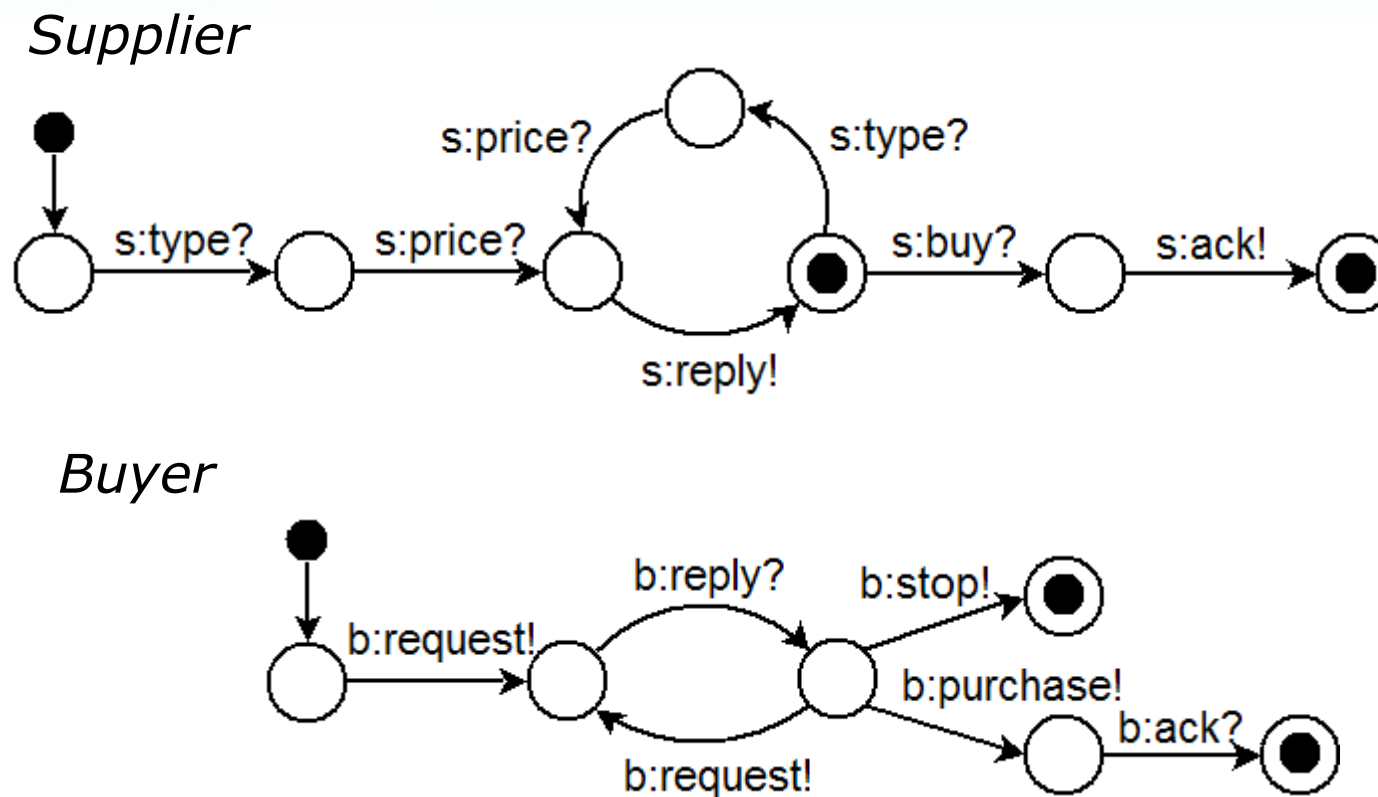 Supplier
s:price?
s:type?
s:type?
s:price?
s:buy?
s:ack!
s:reply!
Buyer
b:reply?
b:stop!
b:request!
b:purchase!
b:ack?
b:request!